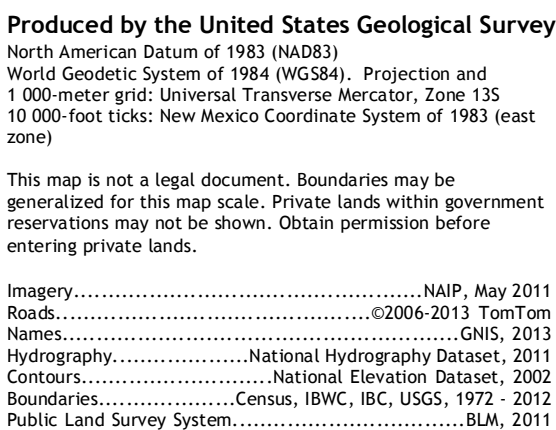 Produced by the United States Geological Survey
North American Datum of 1983 (NAD83)
World Geodetic System of 1984 (WGS84).  Projection and
1 000-meter grid: Universal Transverse Mercator, Zone 13S
10 000-foot ticks: New Mexico Coordinate System of 1983 (east
zone)
This map is not a legal document. Boundaries may be
generalized for this map scale. Private lands within government
reservations may not be shown. Obtain permission before
entering private lands.
Imagery..............................................NAIP, May 2011
Roads.........................................©2006-2013 TomTom
Names....................................................GNIS, 2013
Hydrography..................National Hydrography Dataset, 2011
Contours.........................National Elevation Dataset, 2002
Boundaries..................Census, IBWC, IBC, USGS, 1972 - 2012
Public Land Survey System...............................BLM, 2011